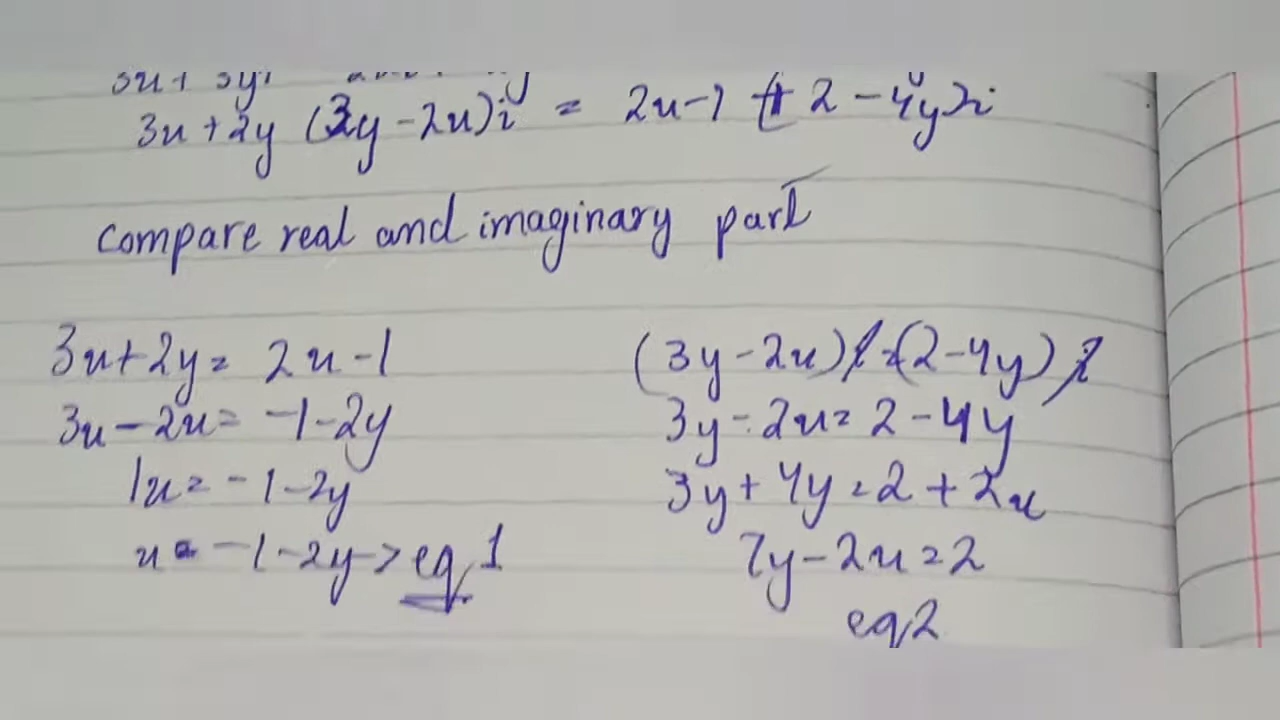 3x + 2y (3y - 2x)i = 2x - 1 + (2 - 4y)i
compare real and imaginary part
3x + 2y = 2x - 1
3x - 2x = -1 - 2y
1x = -1 - 2y
x = -1 - 2y > eq 1
(3y - 2x)i = (2 - 4y)i
3y - 2x = 2 - 4y
3y + 4y = 2 + 2x
7y - 2x = 2
eq 2